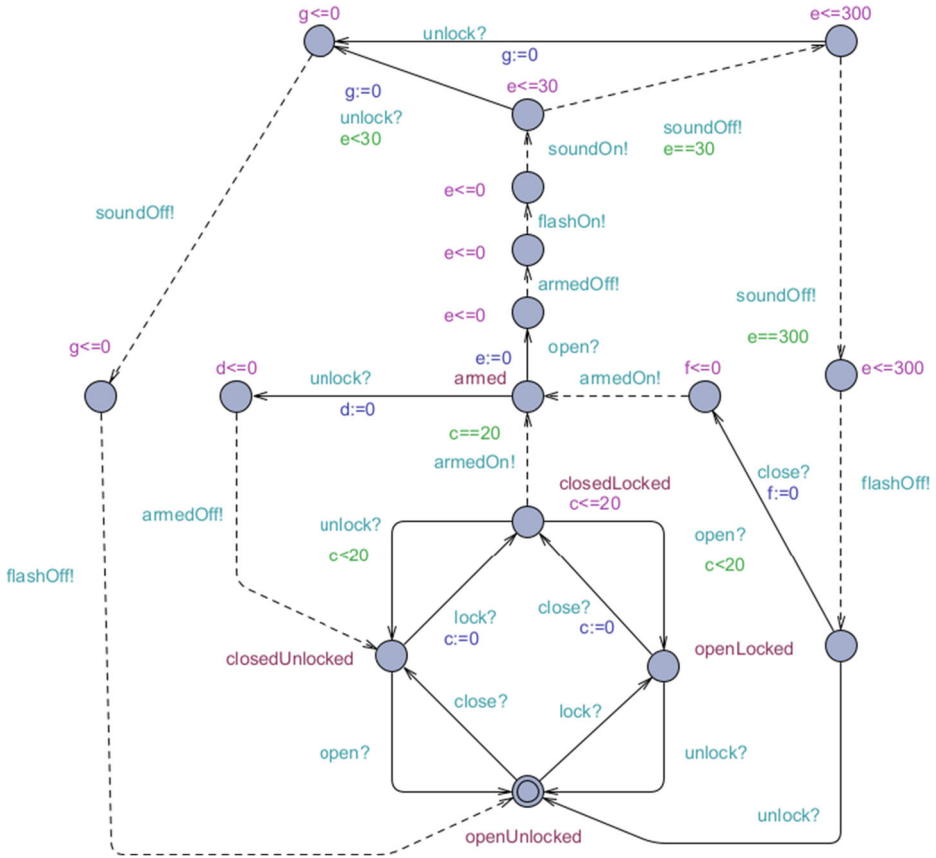 g<=0
e<=300
unlock?
g:=0
e<=30
g:=0
unlock?
e<30
soundOff!
e==30
soundOn!
e<=0
soundOff!
flashOn!
e<=0
armedOff!
soundOff!
e<=0
e==300
g<=0
d<=0
e:=0
open?
f<=0
e<=300
unlock?
armed
armedOn!
d:=0
c==20
armedOn!
close?
f:=0
closedLocked
c<=20
flashOff!
armedOff!
unlock?
c<20
open?
c<20
flashOff!
lock?
c:=0
close?
c:=0
closedUnlocked
openLocked
close?
lock?
open?
unlock?
unlock?
openUnlocked